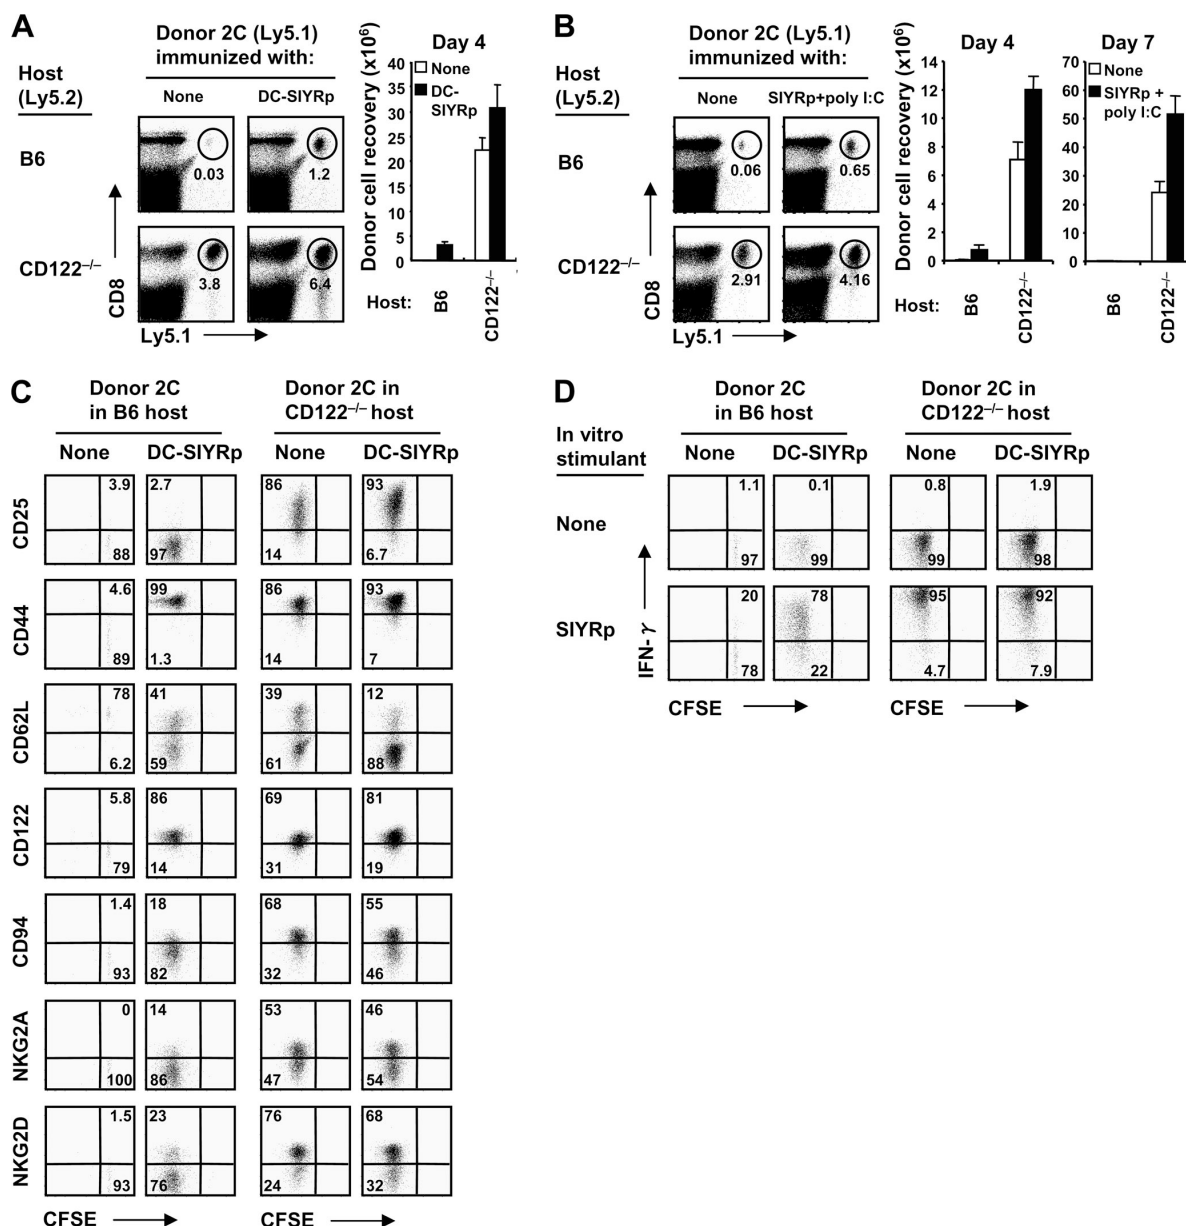 A
Donor 2C (Ly5.1)
immunized with:
Host
(Ly5.2)
None
DC-SIYRp
B6
0.03
1.2
CD122–/–
3.8
6.4
CD8
Ly5.1
Day 4
Donor cell recovery (x10⁶)
None
DC-
SIYRp
40
35
30
25
20
15
10
5
0
Host:
B6
CD122–/–
B
Donor 2C (Ly5.1)
immunized with:
Host
(Ly5.2)
None
SIYRp+poly I:C
B6
0.06
0.65
CD122–/–
2.91
4.16
CD8
Ly5.1
Day 4
Donor cell recovery (x10⁶)
14
12
10
8
6
4
2
0
Host:
B6
CD122–/–
Day 7
None
SIYRp +
poly I:C
70
60
50
40
30
20
10
0
B6
CD122–/–
C
Donor 2C
in B6 host
Donor 2C in
CD122–/– host
None
DC-SIYRp
None
DC-SIYRp
CD25
3.9
2.7
86
93
88
97
14
6.7
CD44
4.6
99
86
93
89
1.3
14
7
CD62L
78
41
39
12
6.2
59
61
88
CD122
5.8
86
69
81
79
14
31
19
CD94
1.4
18
68
55
93
82
32
46
NKG2A
0
14
53
46
100
86
47
54
NKG2D
1.5
23
76
68
93
76
24
32
CFSE
CFSE
D
Donor 2C
in B6 host
Donor 2C in
CD122–/– host
In vitro
stimulant
None
DC-SIYRp
None
DC-SIYRp
None
1.1
0.1
0.8
1.9
97
99
99
98
SIYRp
20
78
95
92
78
22
4.7
7.9
IFN-γ
CFSE
CFSE